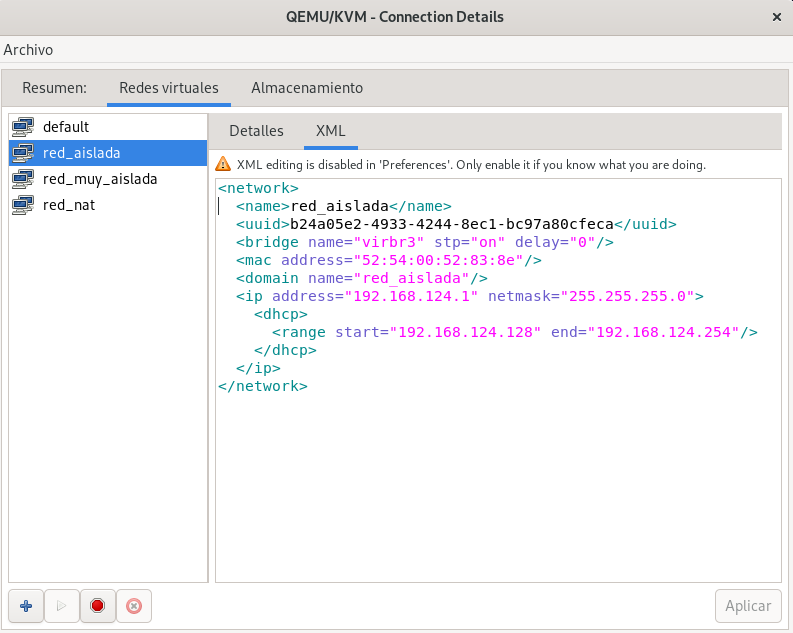 QEMU/KVM - Connection Details
Archivo
Resumen: Redes virtuales Almacenamiento
default
red_aislada
red_muy_aislada
red_nat
Detalles XML
XML editing is disabled in 'Preferences'. Only enable it if you know what you are doing.
<network>
  <name>red_aislada</name>
  <uuid>b24a05e2-4933-4244-8ec1-bc97a80cfeca</uuid>
  <bridge name="virbr3" stp="on" delay="0"/>
  <mac address="52:54:00:52:83:8e"/>
  <domain name="red_aislada"/>
  <ip address="192.168.124.1" netmask="255.255.255.0">
    <dhcp>
      <range start="192.168.124.128" end="192.168.124.254"/>
    </dhcp>
  </ip>
</network>
Aplicar